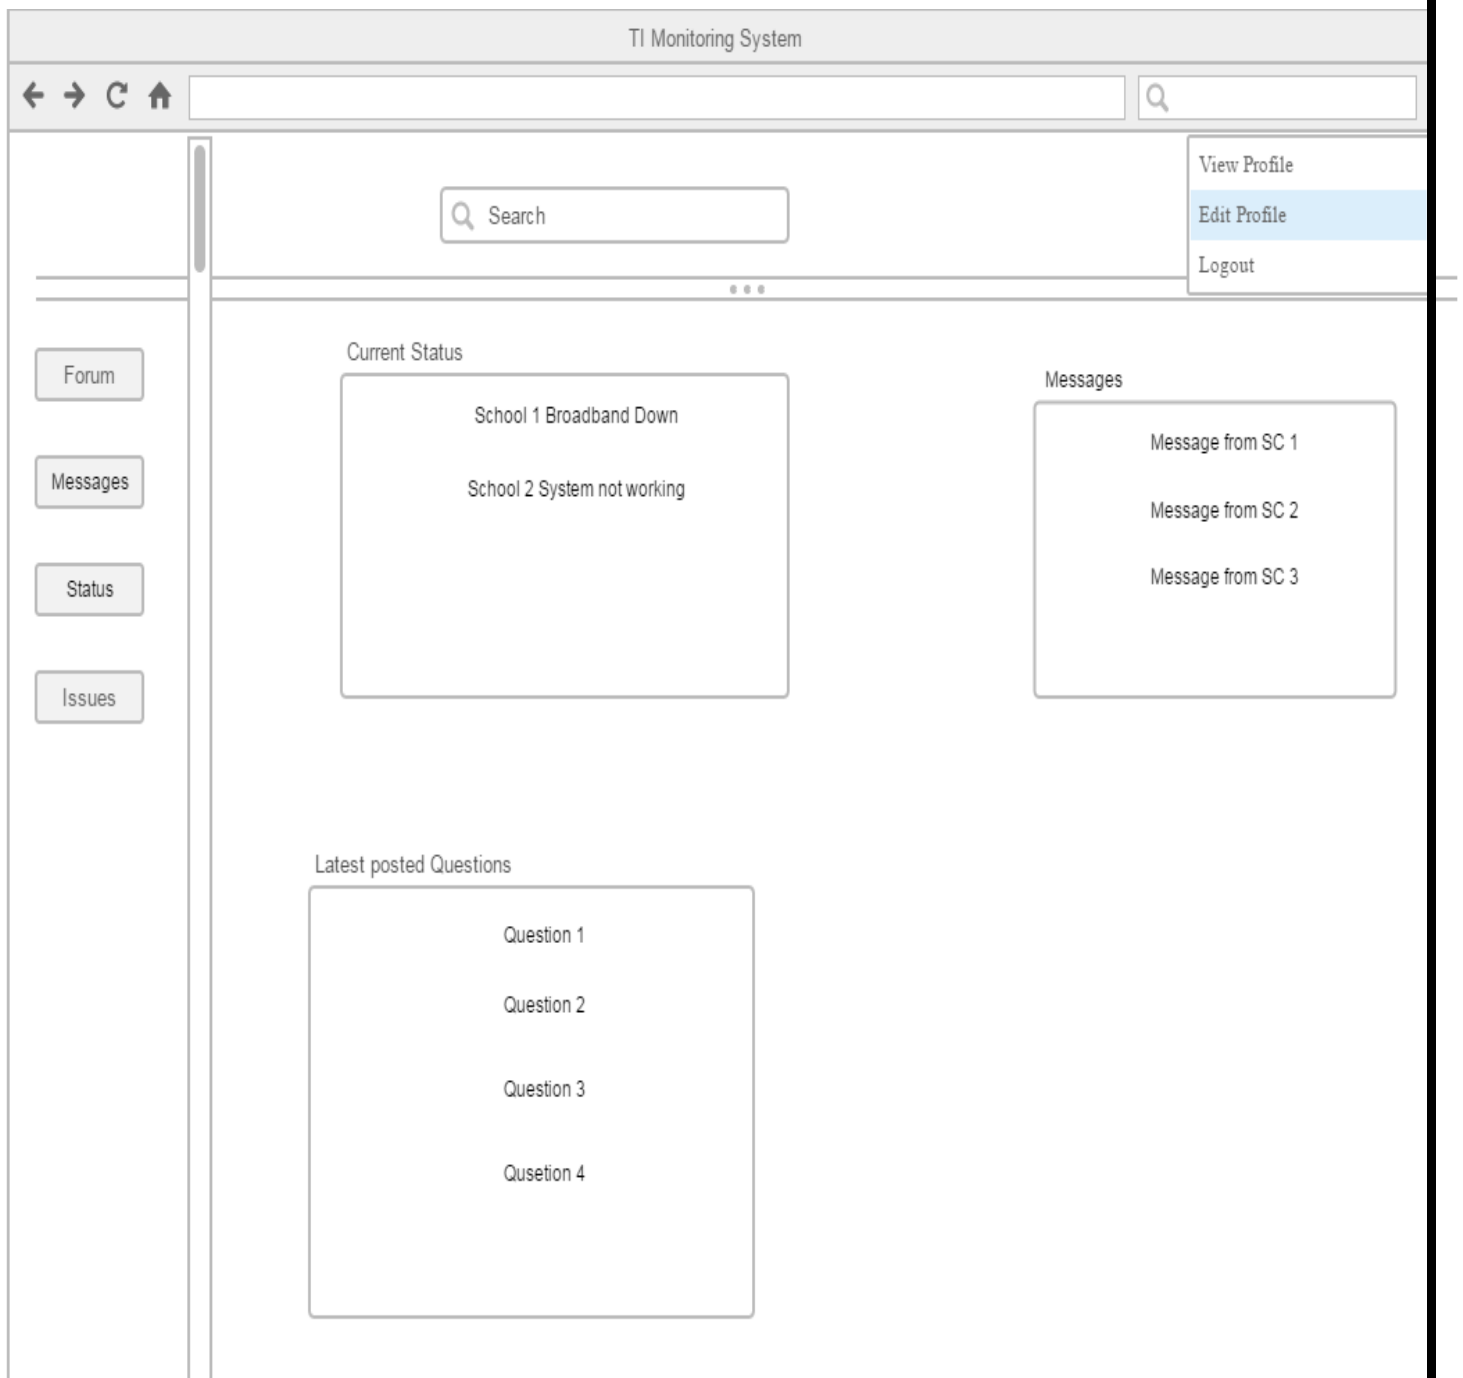 TI Monitoring System
View Profile
Edit Profile
Logout
Search
Forum
Messages
Status
Issues
Current Status
School 1 Broadband Down
School 2 System not working
Messages
Message from SC 1
Message from SC 2
Message from SC 3
Latest posted Questions
Question 1
Question 2
Question 3
Qusetion 4